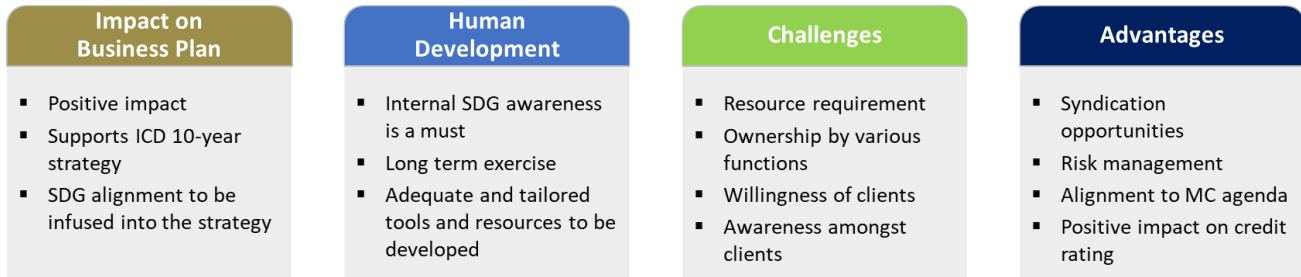 Impact on
Business Plan
▪ Positive impact
▪ Supports ICD 10-year
strategy
▪ SDG alignment to be
infused into the strategy
Human
Development
▪ Internal SDG awareness
is a must
▪ Long term exercise
▪ Adequate and tailored
tools and resources to be
developed
Challenges
▪ Resource requirement
▪ Ownership by various
functions
▪ Willingness of clients
▪ Awareness amongst
clients
Advantages
▪ Syndication
opportunities
▪ Risk management
▪ Alignment to MC agenda
▪ Positive impact on credit
rating